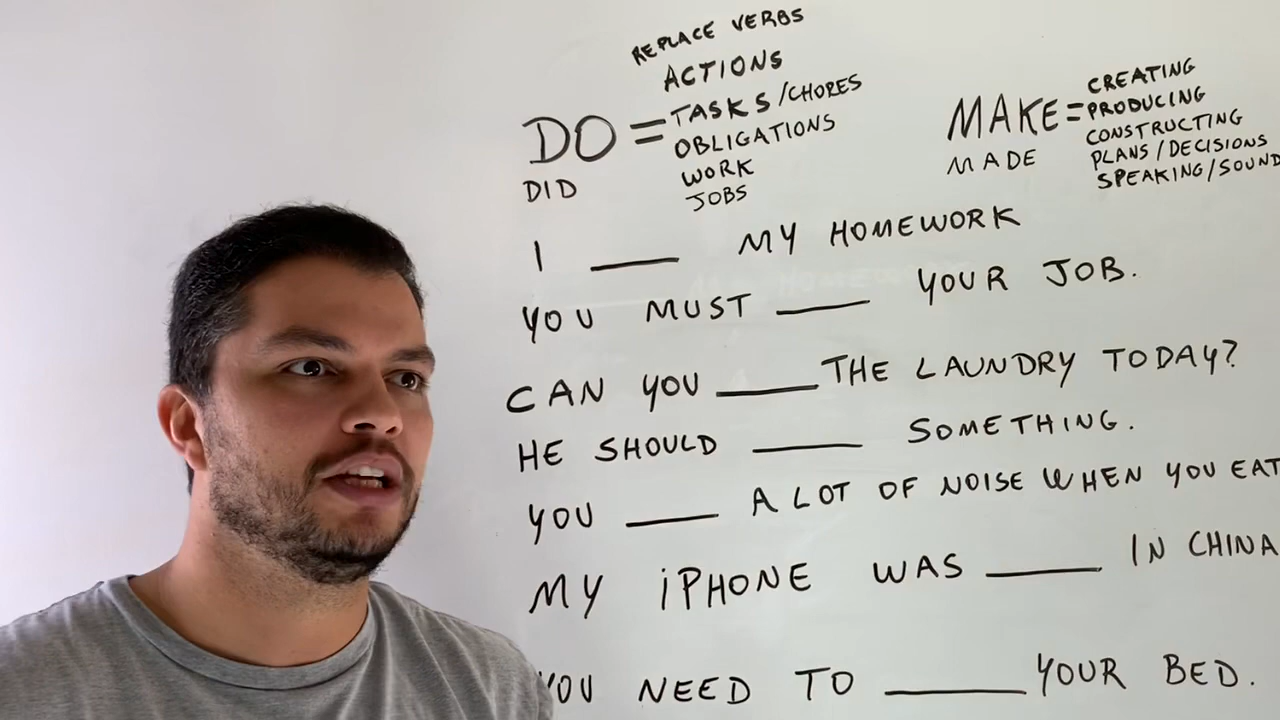 REPLACE VERBS
ACTIONS
DO = TASKS/CHORES
OBLIGATIONS
WORK
JOBS
DID
MAKE = CREATING
PRODUCING
CONSTRUCTING
PLANS/DECISIONS
SPEAKING/SOUND
MADE
I ____ MY HOMEWORK
YOU MUST ____ YOUR JOB.
CAN YOU ____ THE LAUNDRY TODAY?
HE SHOULD ____ SOMETHING.
YOU ____ A LOT OF NOISE WHEN YOU EAT
MY iPHONE WAS ____ IN CHINA
YOU NEED TO ____ YOUR BED.